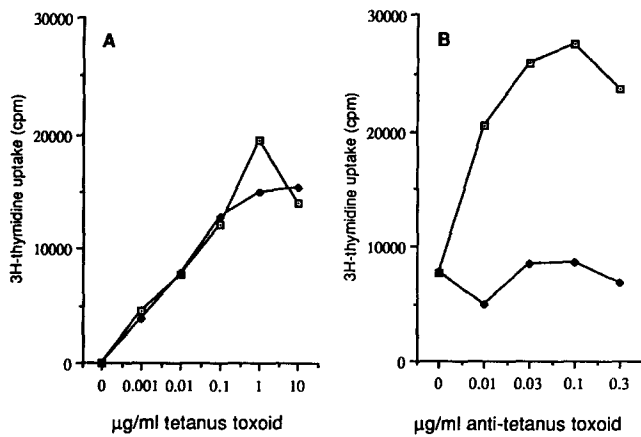 A
30000
20000
10000
0
3H-thymidine uptake (cpm)
0 0.001 0.01 0.1 1 10
µg/ml tetanus toxoid
B
30000
20000
10000
0
3H-thymidine uptake (cpm)
0 0.01 0.03 0.1 0.3
µg/ml anti-tetanus toxoid